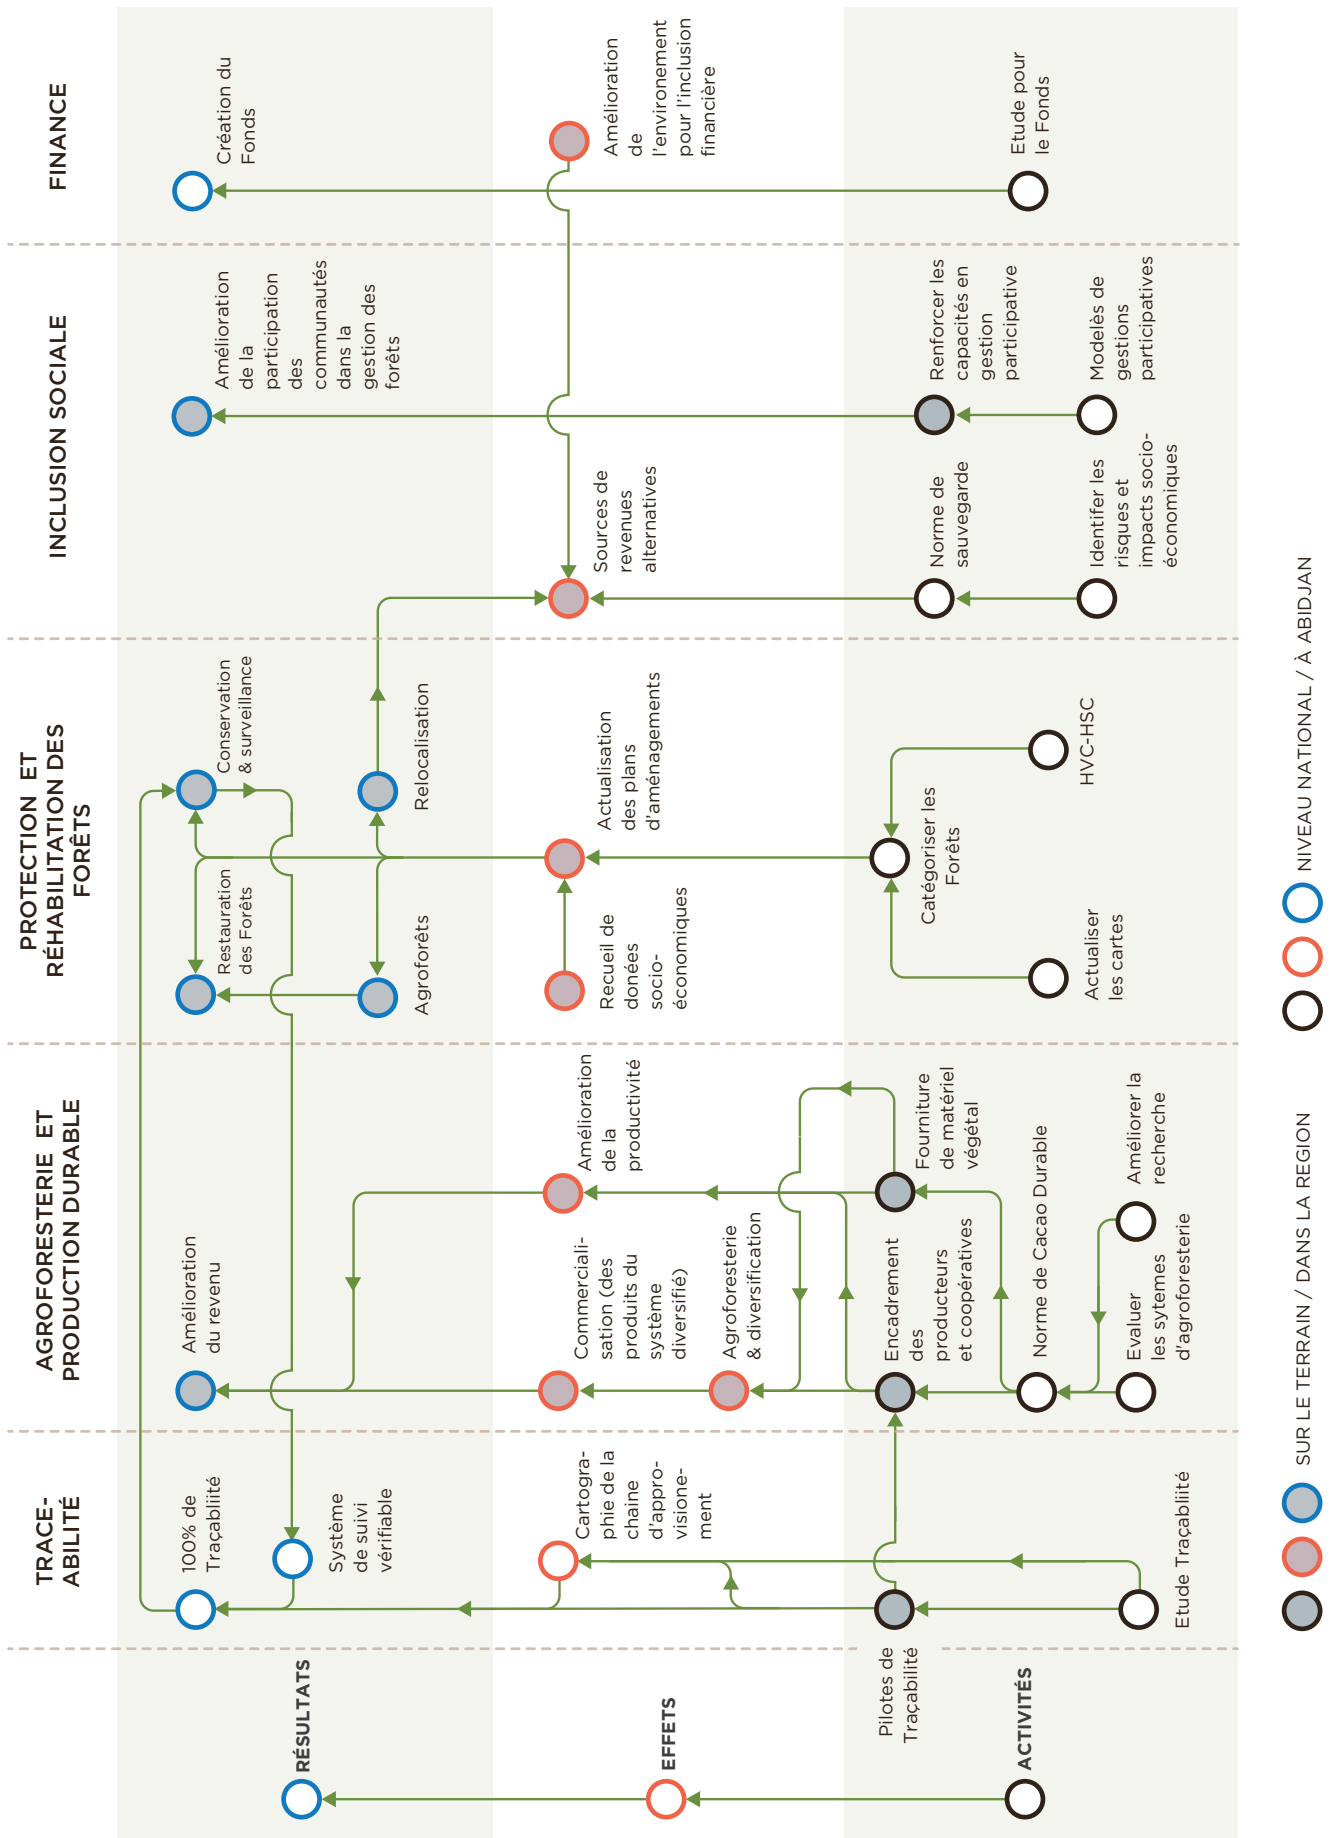 TRACE-
ABILITÉ
AGROFORESTERIE ET
PRODUCTION DURABLE
PROTECTION ET
RÉHABILITATION DES
FORÊTS
INCLUSION SOCIALE
FINANCE
RÉSULTATS
EFFETS
ACTIVITÉS
100% de
Traçabliité
Système
de suivi
vérifiable
Cartogra-
phie de la
chaine
d'appro-
visione-
ment
Pilotes de
Traçabilité
Etude Traçabliité
Amélioration
du revenu
Commerciali-
sation (des
produits du
système
diversifié)
Amélioration
de la
productivité
Agroforesterie
& diversification
Encadrement
des
producteurs
et coopératives
Fourniture
de matériel
végétal
Norme de Cacao Durable
Evaluer
les sytemes
d'agroforesterie
Améliorer la
recherche
Restauration
des Forêts
Conservation
& surveillance
Agroforêts
Relocalisation
Recueil de
donées
socio-
économiques
Actualisation
des plans
d'aménagements
Catégoriser les
Forêts
Actualiser
les cartes
HVC-HSC
Amélioration
de la
participation
des
communautés
dans la
gestion des
forêts
Sources de
revenues
alternatives
Norme de
sauvegarde
Renforcer les
capacités en
gestion
participative
Identifer les
risques et
impacts socio-
économiques
Modelès de
gestions
participatives
Création du
Fonds
Amélioration
de
l'environement
pour l'inclusion
financière
Etude pour
le Fonds
SUR LE TERRAIN / DANS LA REGION
NIVEAU NATIONAL / À ABIDJAN